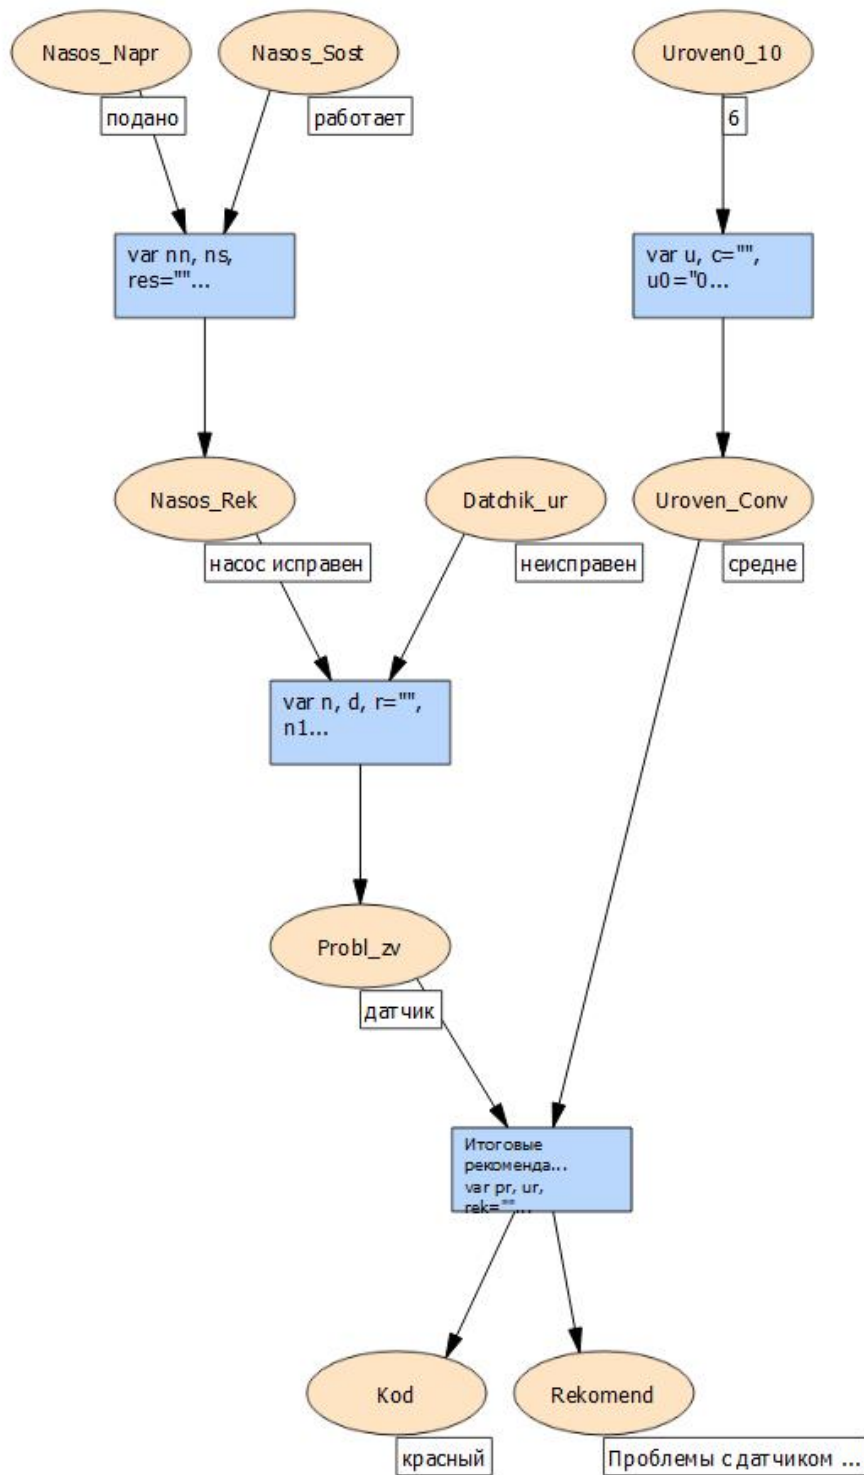 Nasos_Napr
Nasos_Sost
Uroven0_10
подано
работает
6
var nn, ns,
res=""...
var u, c="",
u0="0...
Nasos_Rek
Datchik_ur
Uroven_Conv
насос исправен
неисправен
средне
var n, d, r="",
n1...
Probl_zv
датчик
Итоговые
рекоменда...
var pr, ur,
rek=""...
Kod
Rekomend
красный
Проблемы с датчиком ...